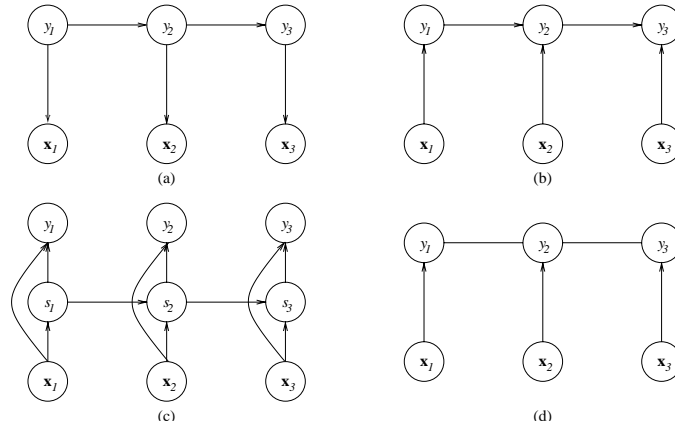 y1 y2 y3
x1 x2 x3
(a)
y1 y2 y3
x1 x2 x3
(b)
y1 y2 y3
s1 s2 s3
x1 x2 x3
(c)
y1 y2 y3
x1 x2 x3
(d)